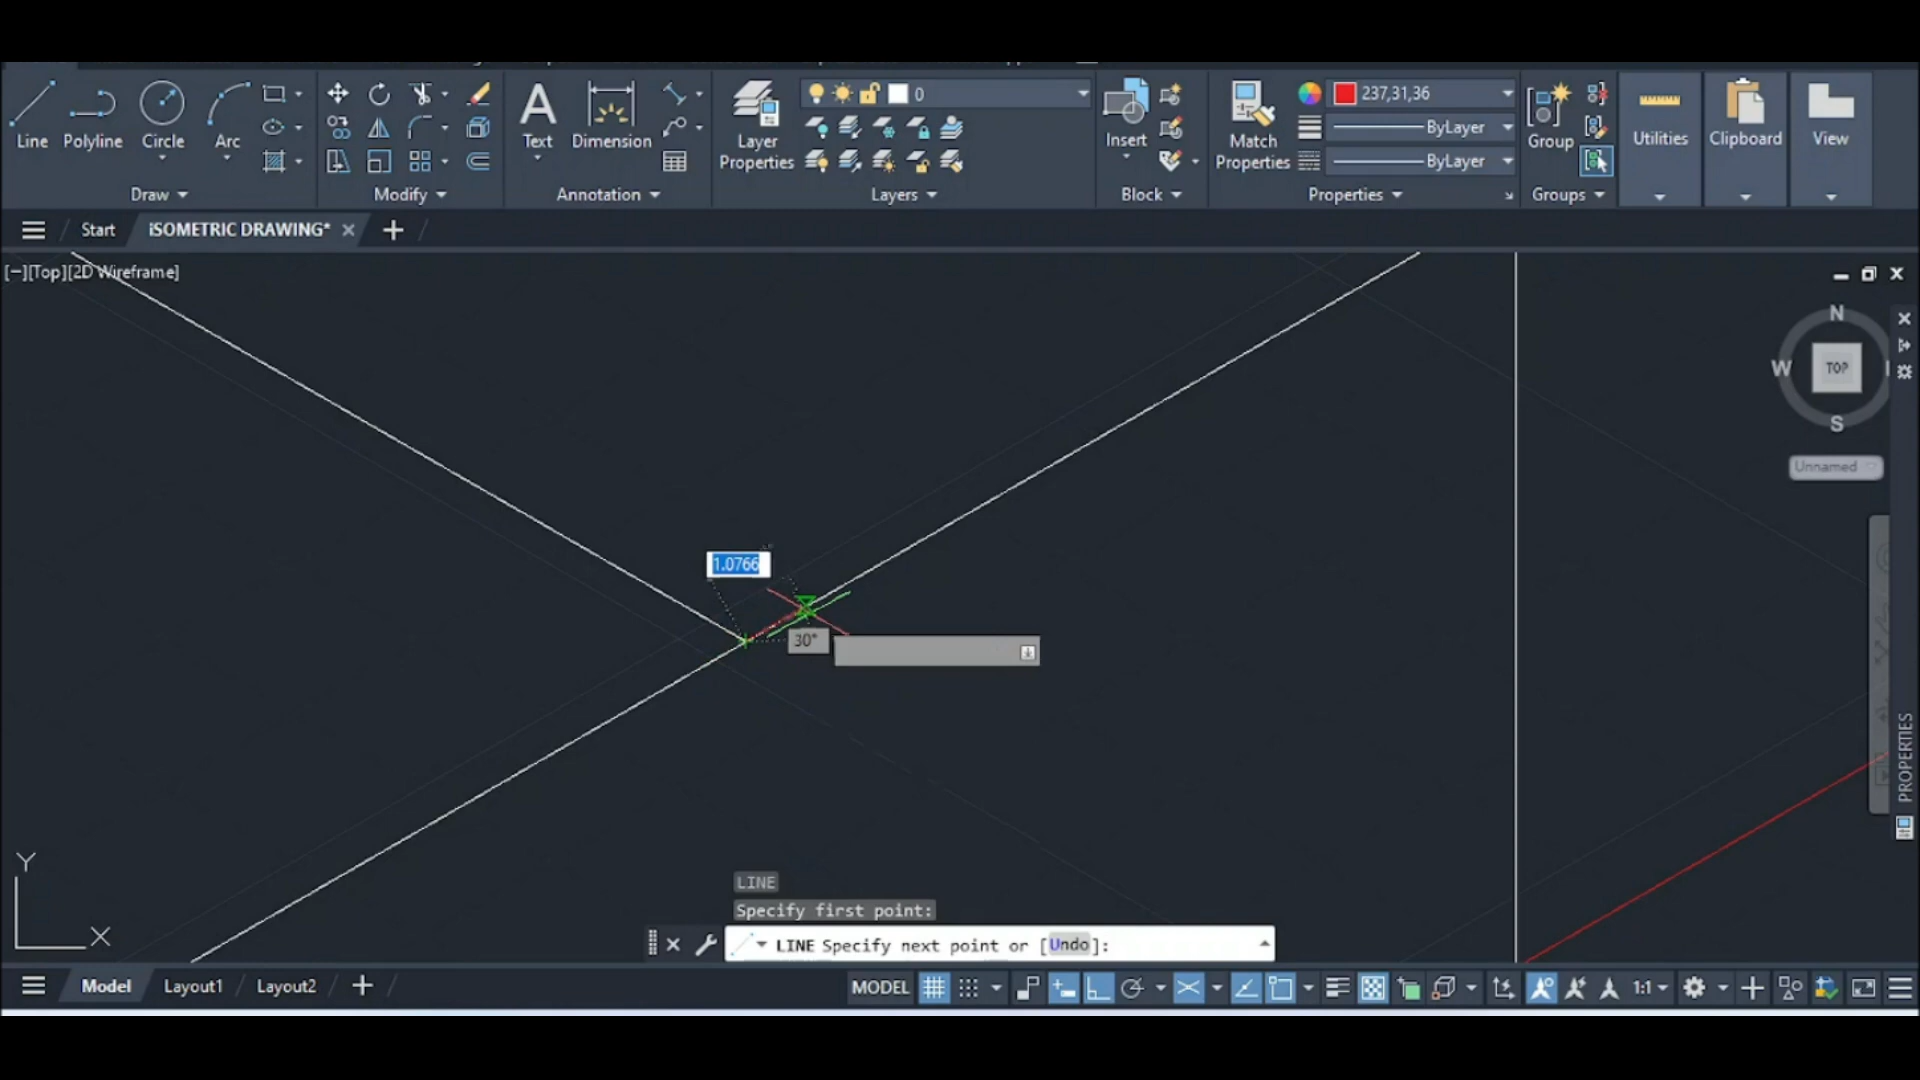 Line
Polyline
Circle
Arc
Text
Dimension
Layer
Properties
0
Insert
Match
Properties
237,31,36
ByLayer
ByLayer
Group
Utilities
Clipboard
View
Draw
Modify
Annotation
Layers
Block
Properties
Groups
Start
iSOMETRIC DRAWING*
[−][Top][2D Wireframe]
N
W
TOP
S
Unnamed
1.0766
30°
PROPERTIES
Y
X
LINE
Specify first point:
LINE Specify next point or [Undo]:
Model
Layout1
Layout2
MODEL
1:1